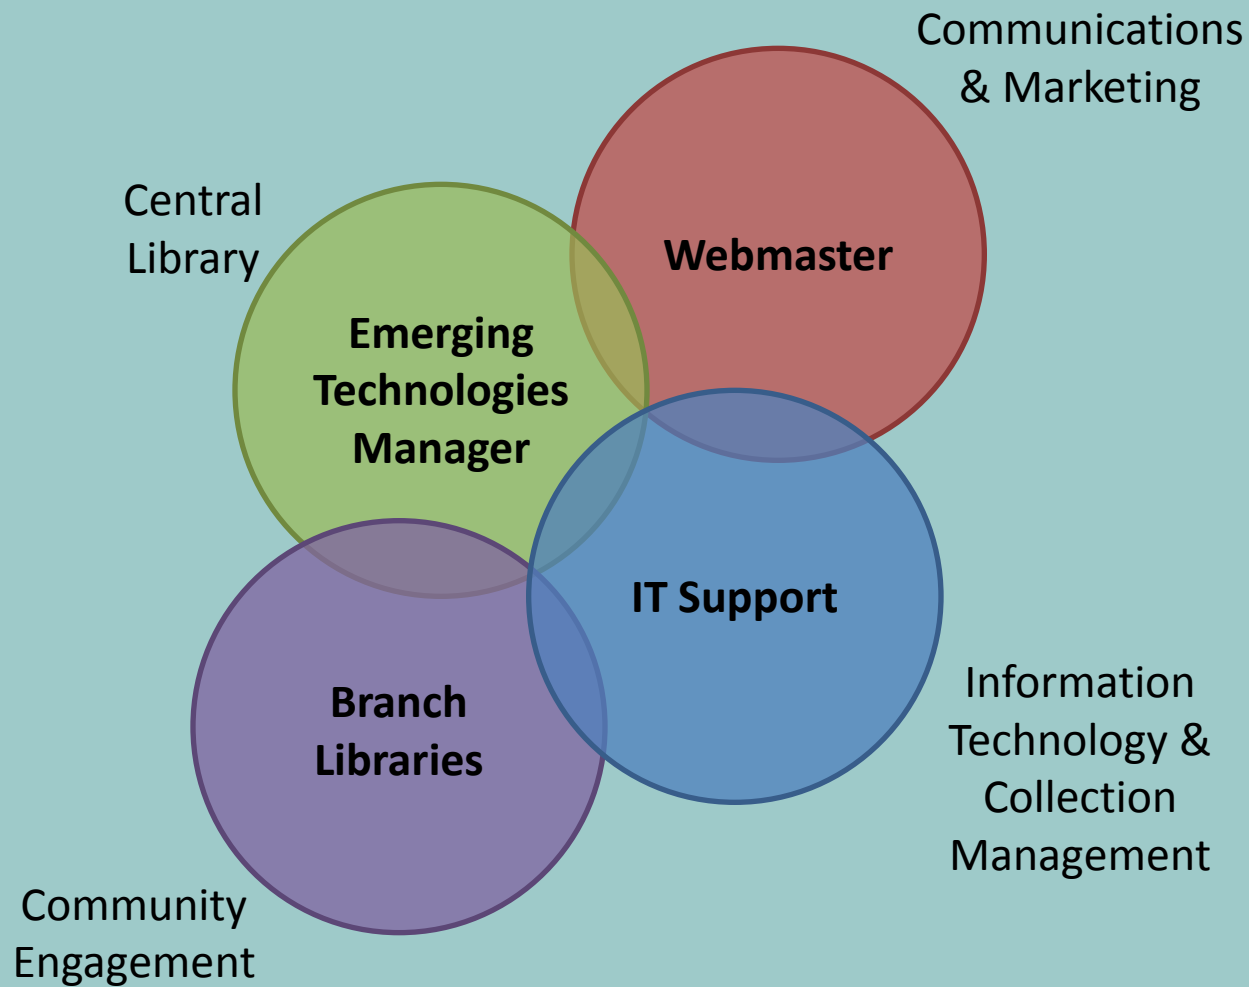 Communications
& Marketing
Central
Library
Webmaster
Emerging
Technologies
Manager
IT Support
Branch
Libraries
Information
Technology &
Collection
Management
Community
Engagement